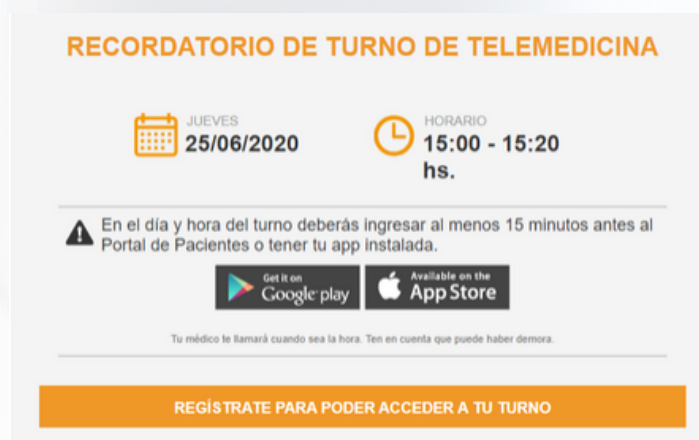 RECORDATORIO DE TURNO DE TELEMEDICINA
JUEVES
25/06/2020
HORARIO
15:00 - 15:20
hs.
En el día y hora del turno deberás ingresar al menos 15 minutos antes al
Portal de Pacientes o tener tu app instalada.
Get it on
Google play
Available on the
App Store
Tu médico te llamará cuando sea la hora. Ten en cuenta que puede haber demora.
REGÍSTRATE PARA PODER ACCEDER A TU TURNO